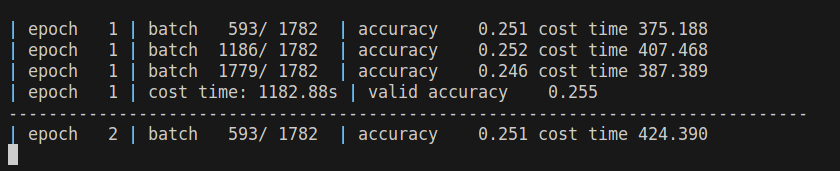 | epoch   1 | batch   593/ 1782  | accuracy    0.251 cost time 375.188
| epoch   1 | batch  1186/ 1782  | accuracy    0.252 cost time 407.468
| epoch   1 | batch  1779/ 1782  | accuracy    0.246 cost time 387.389
| epoch   1 | cost time: 1182.88s | valid accuracy    0.255
--------------------------------------------------------------------------------
| epoch   2 | batch   593/ 1782  | accuracy    0.251 cost time 424.390